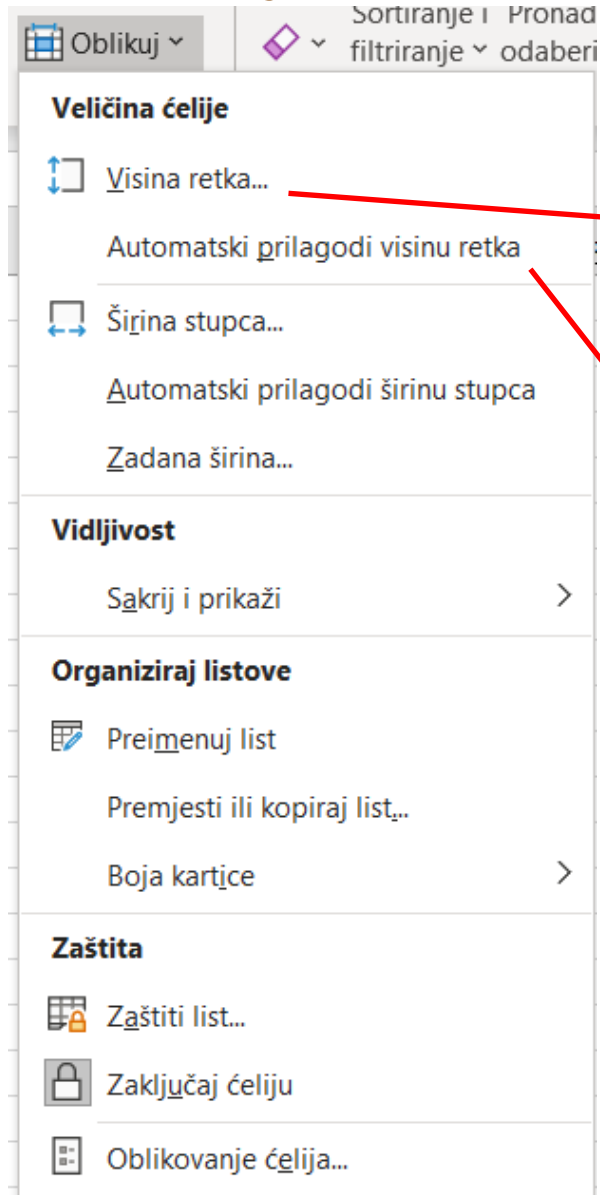 Oblikuj
Sortiranje i
filtriranje
odaberi
Veličina ćelije
Visina retka...
Automatski prilagodi visinu retka
Širina stupca...
Automatski prilagodi širinu stupca
Zadana širina...
Vidljivost
Sakrij i prikaži
Organiziraj listove
Preimenuj list
Premjesti ili kopiraj list...
Boja kartice
Zaštita
Zaštiti list...
Zaključaj ćeliju
Oblikovanje ćelija...